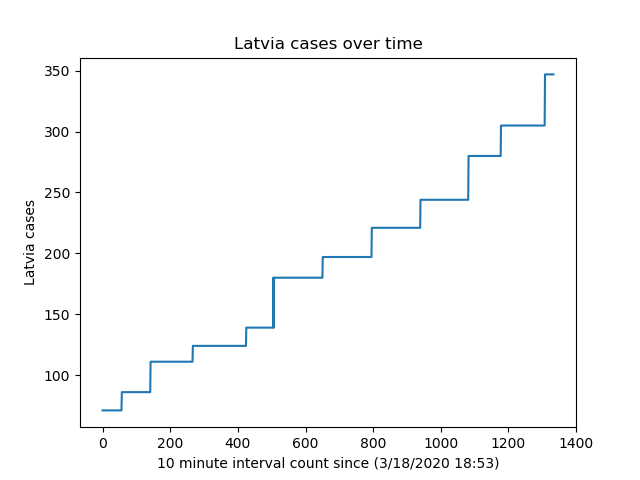 Latvia cases over time
350
300
250
200
150
100
Latvia cases
0 200 400 600 800 1000 1200 1400
10 minute interval count since (3/18/2020 18:53)